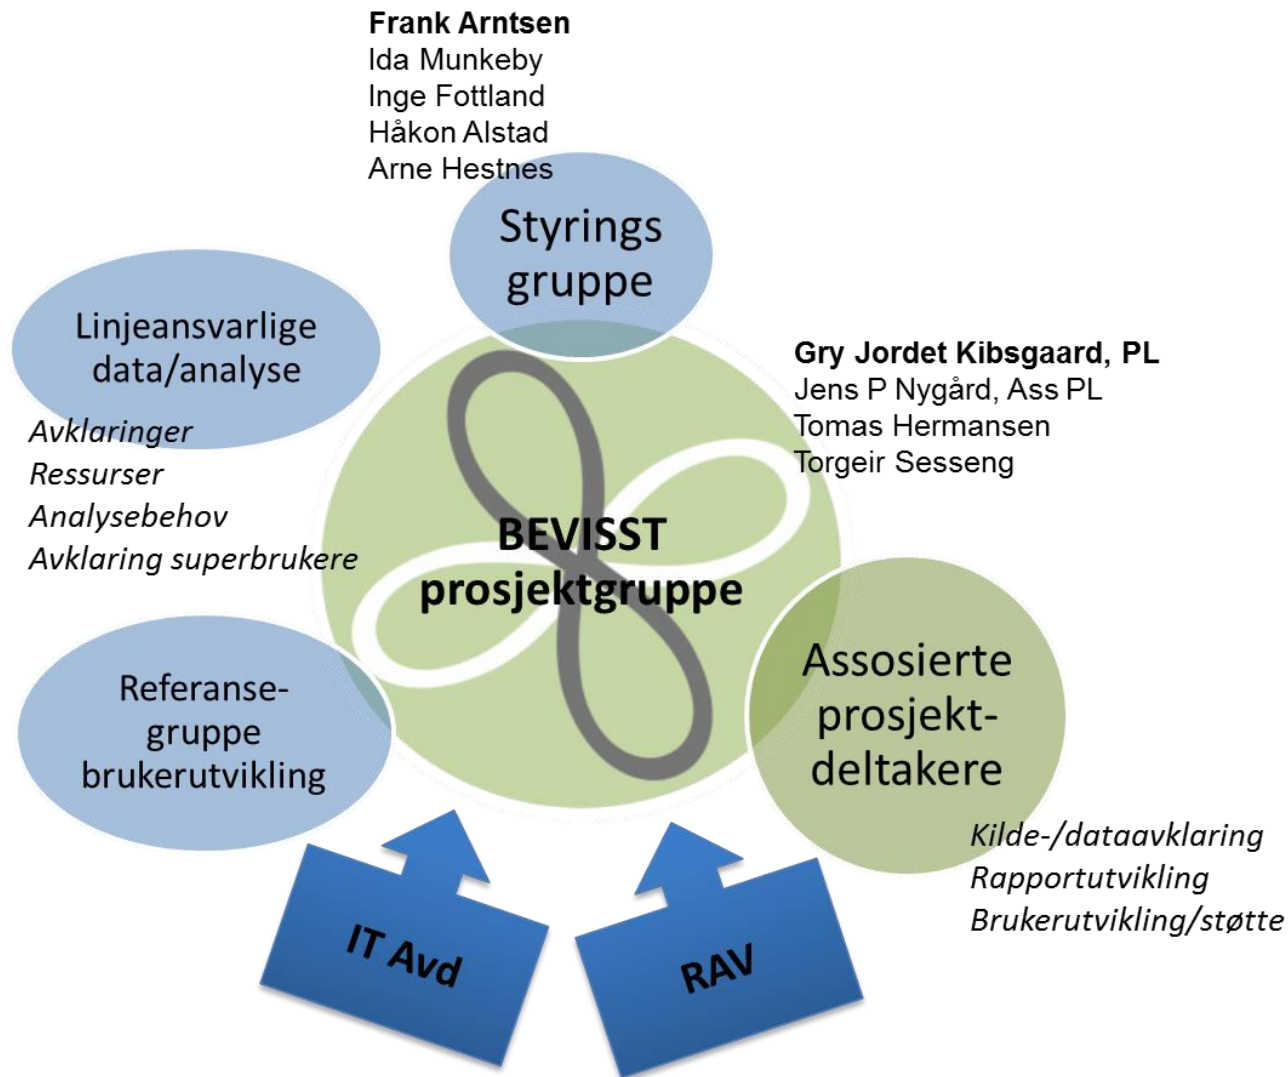 Frank Arntsen
Ida Munkeby
Inge Fottland
Håkon Alstad
Arne Hestnes
Styrings
gruppe
Linjeansvarlige
data/analyse
Avklaringer
Ressurser
Analysebehov
Avklaring superbrukere
Gry Jordet Kibsgaard, PL
Jens P Nygård, Ass PL
Tomas Hermansen
Torgeir Sesseng
BEVISST
prosjektgruppe
Referanse-
gruppe
brukerutvikling
Assosierte
prosjekt-
deltakere
Kilde-/dataavklaring
Rapportutvikling
Brukerutvikling/støtte
IT Avd
RAV